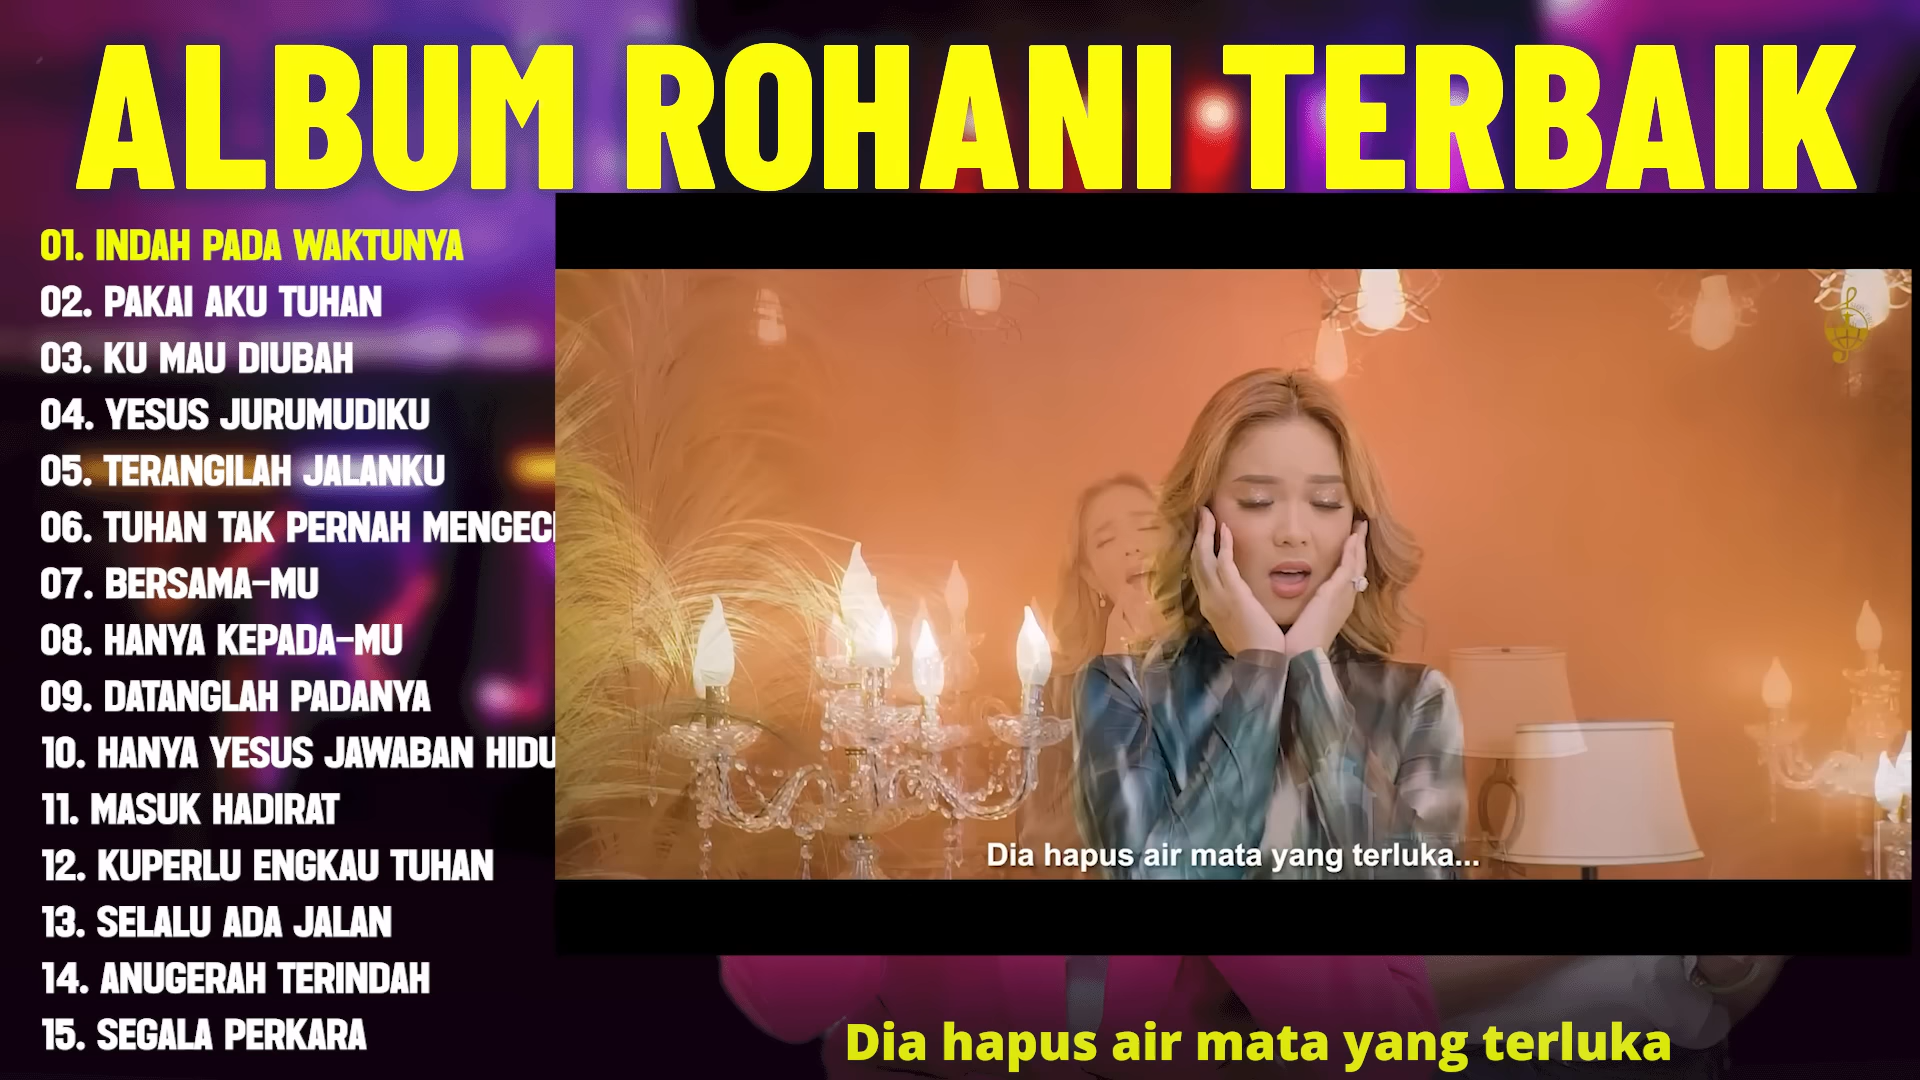 ALBUM ROHANI TERBAIK
01. INDAH PADA WAKTUNYA
02. PAKAI AKU TUHAN
03. KU MAU DIUBAH
04. YESUS JURUMUDIKU
05. TERANGILAH JALANKU
06. TUHAN TAK PERNAH
07. BERSAMA-MU
08. HANYA KEPADA-MU
09. DATANGLAH PADANYA
10. HANYA YESUS JAWABAN HIDU
11. MASUK HADIRAT
12. KUPERLU ENGKAU TUHAN
13. SELALU ADA JALAN
14. ANUGERAH TERINDAH
15. SEGALA PERKARA
Dia hapus air mata yang terluka...
Dia hapus air mata yang terluka